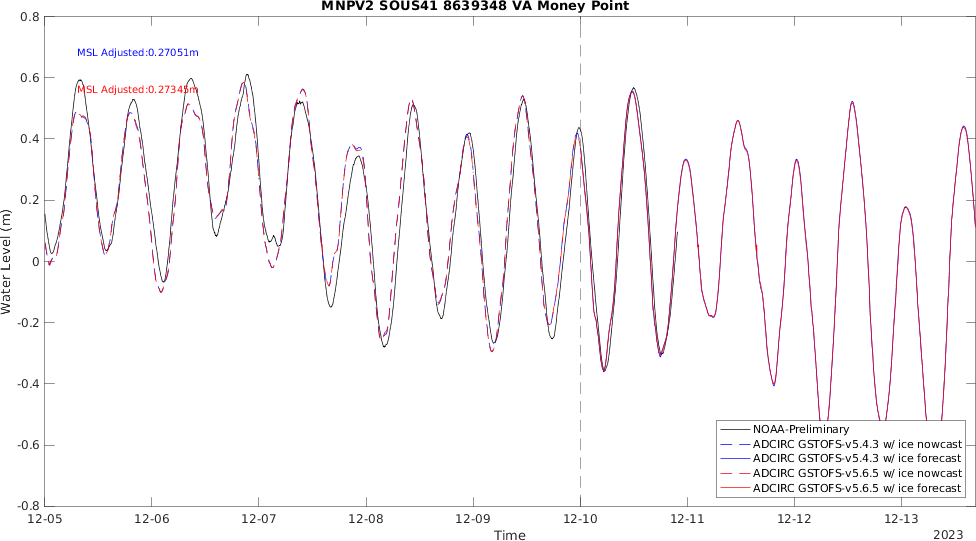 MNPV2 SOUS41 8639348 VA Money Point
0.8
0.6
0.4
0.2
0
-0.2
-0.4
-0.6
-0.8
Water Level (m)
MSL Adjusted:0.27051m
MSL Adjusted:0.27345m
NOAA-Preliminary
ADCIRC GSTOFS-v5.4.3 w/ ice nowcast
ADCIRC GSTOFS-v5.4.3 w/ ice forecast
ADCIRC GSTOFS-v5.6.5 w/ ice nowcast
ADCIRC GSTOFS-v5.6.5 w/ ice forecast
12-05 12-06 12-07 12-08 12-09 12-10 12-11 12-12 12-13
Time
2023